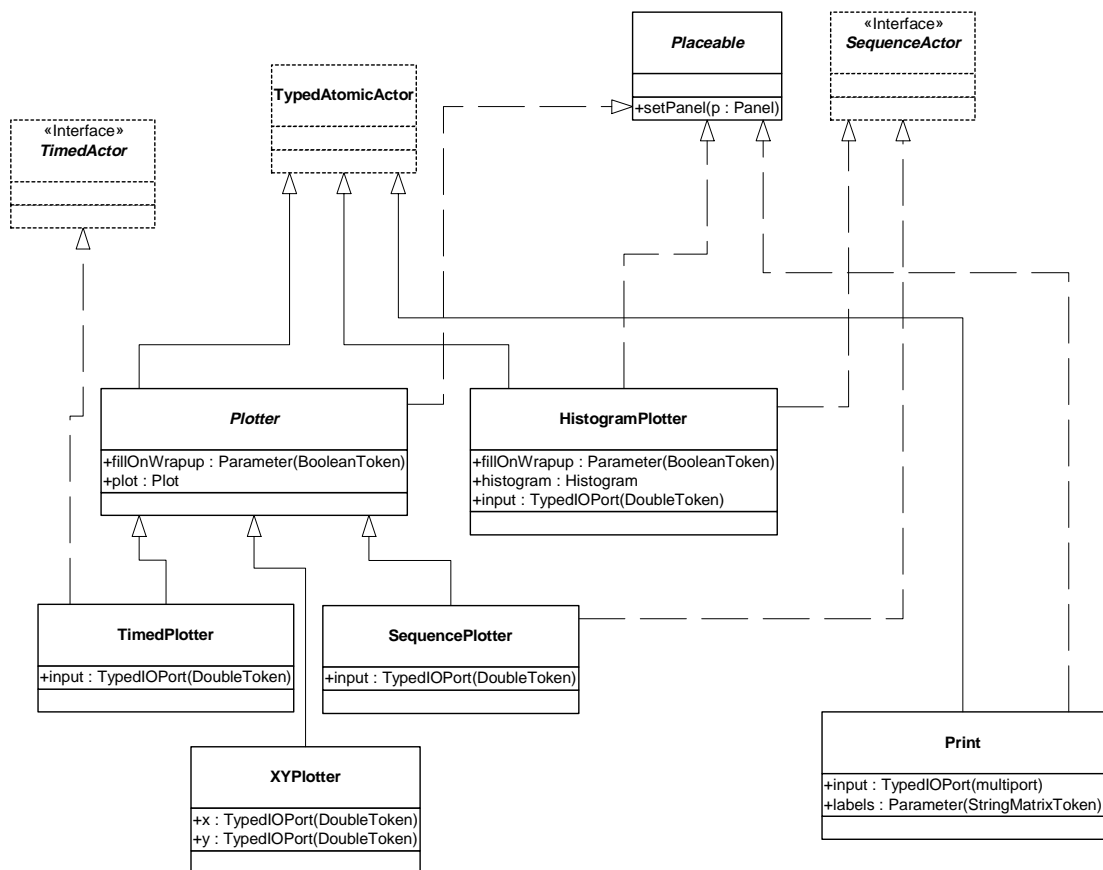 Placeable
+setPanel(p : Panel)
«Interface»
SequenceActor
TypedAtomicActor
«Interface»
TimedActor
Plotter
+fillOnWrapup : Parameter(BooleanToken)
+plot : Plot
HistogramPlotter
+fillOnWrapup : Parameter(BooleanToken)
+histogram : Histogram
+input : TypedIOPort(DoubleToken)
TimedPlotter
+input : TypedIOPort(DoubleToken)
SequencePlotter
+input : TypedIOPort(DoubleToken)
XYPlotter
+x : TypedIOPort(DoubleToken)
+y : TypedIOPort(DoubleToken)
Print
+input : TypedIOPort(multiport)
+labels : Parameter(StringMatrixToken)